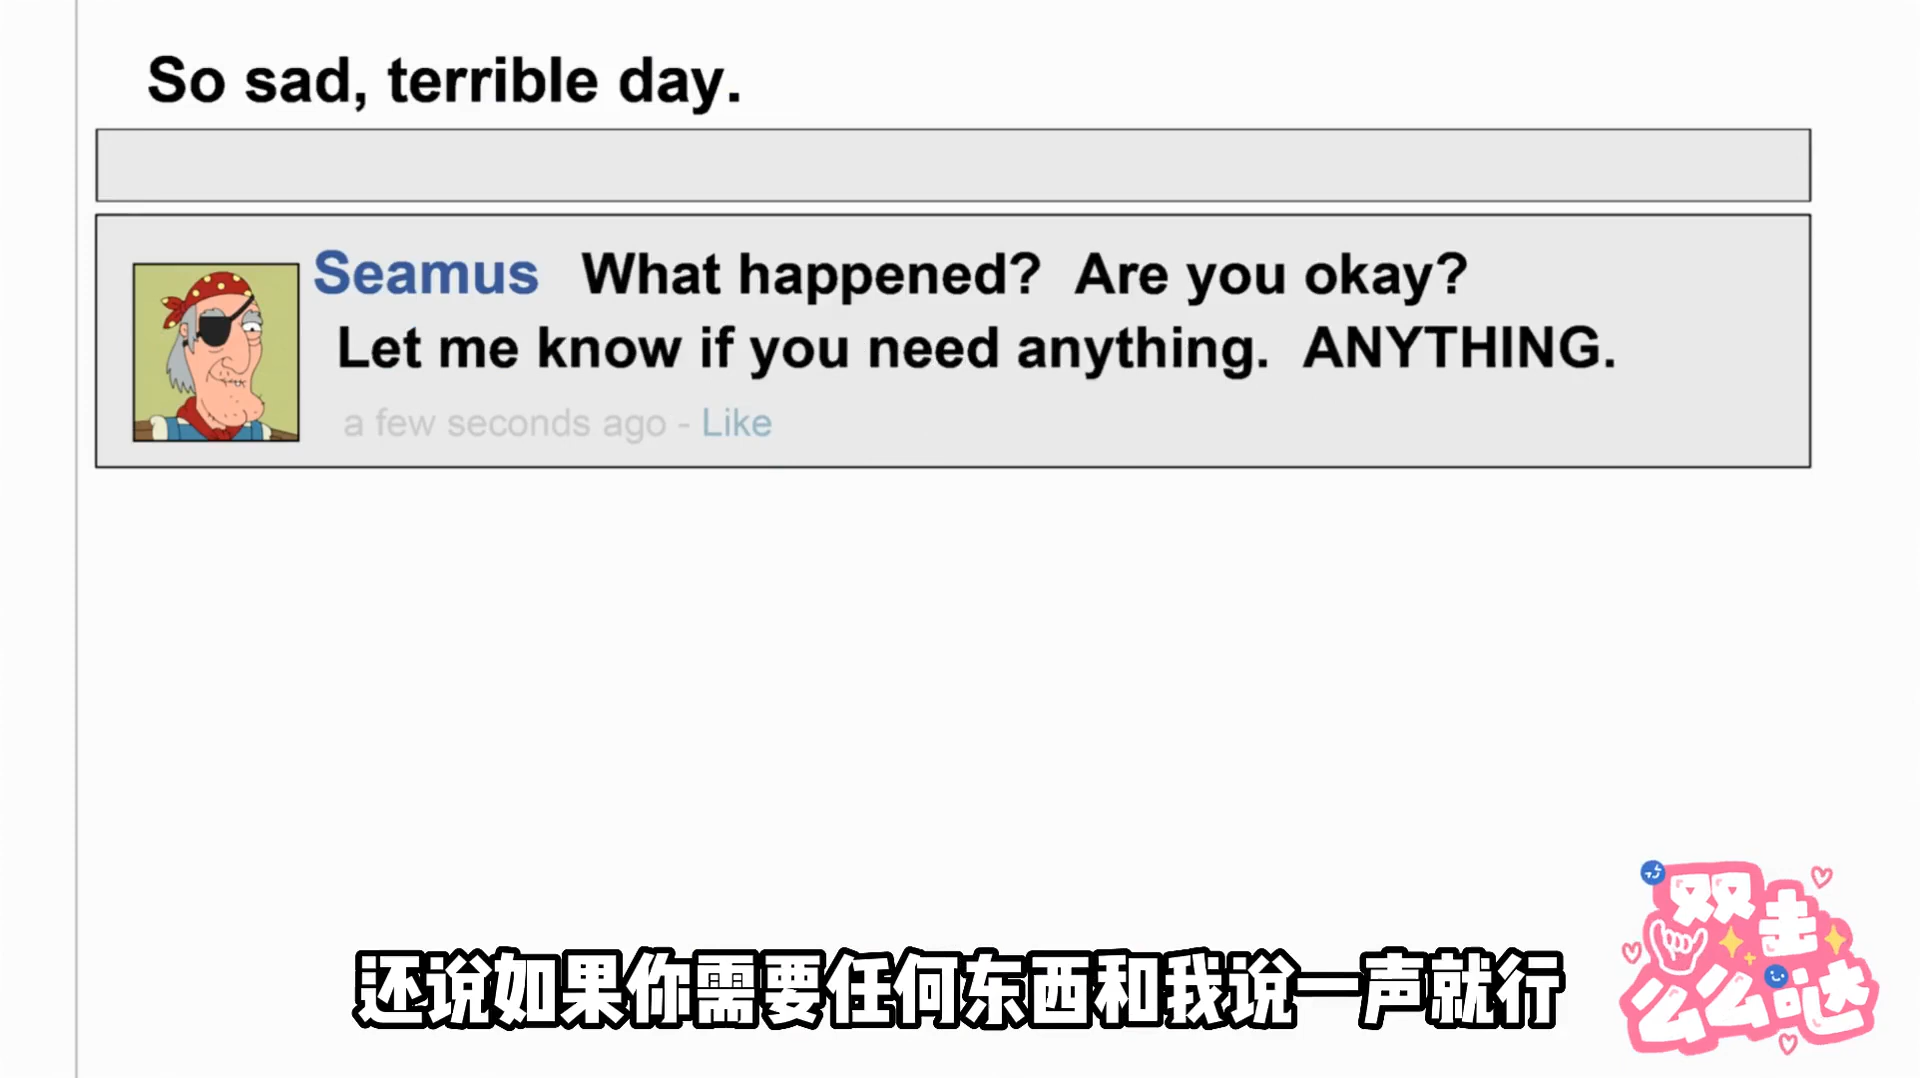 So sad, terrible day.
Seamus What happened? Are you okay?
Let me know if you need anything. ANYTHING.
a few seconds ago - Like
还说如果你需要任何东西和我说一声就行
双击
么么哒